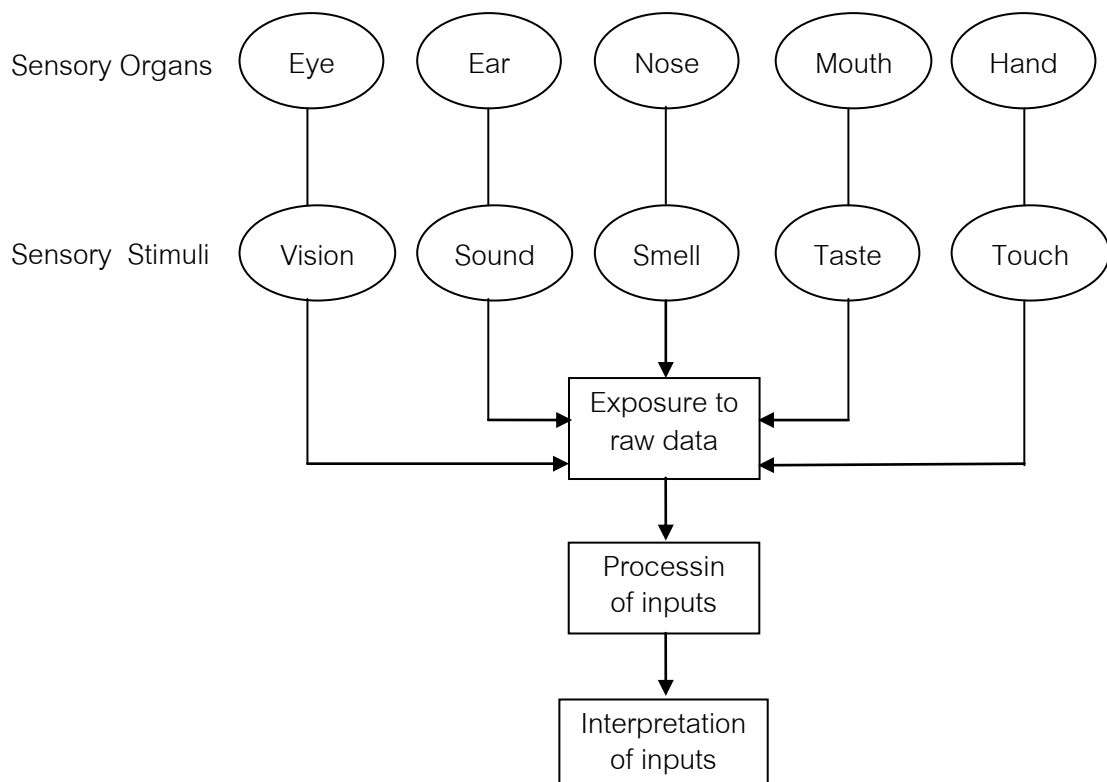 Sensory Organs Eye Ear Nose Mouth Hand
Sensory Stimuli Vision Sound Smell Taste Touch
Exposure to
raw data
Processin
of inputs
Interpretation
of inputs